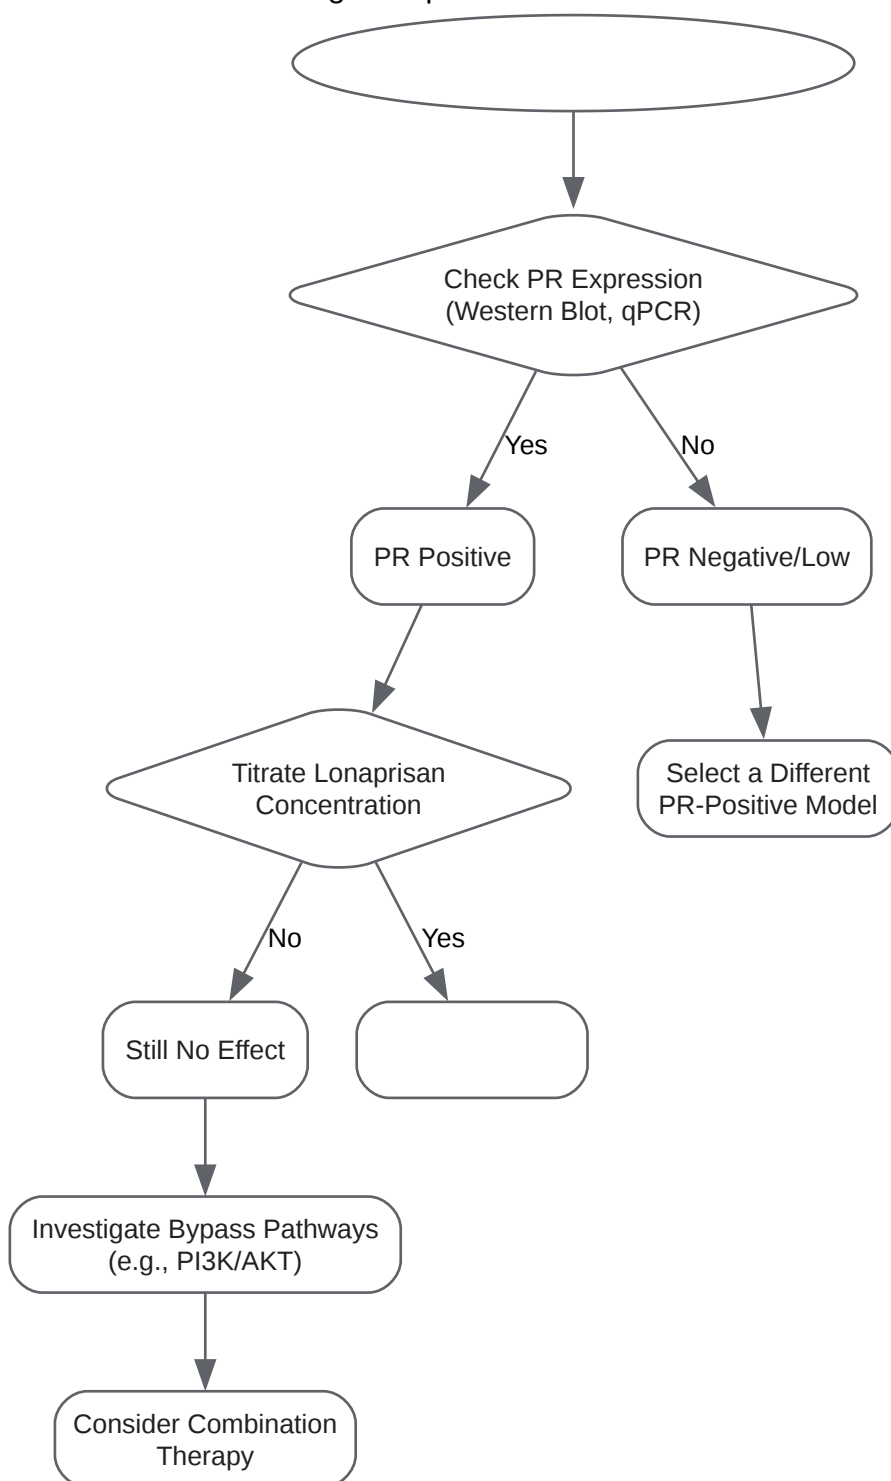 Check PR Expression
(Western Blot, qPCR)
Yes
No
PR Positive
PR Negative/Low
Titrate Lonaprisan
Concentration
Select a Different
PR-Positive Model
No
Yes
Still No Effect
Investigate Bypass Pathways
(e.g., PI3K/AKT)
Consider Combination
Therapy